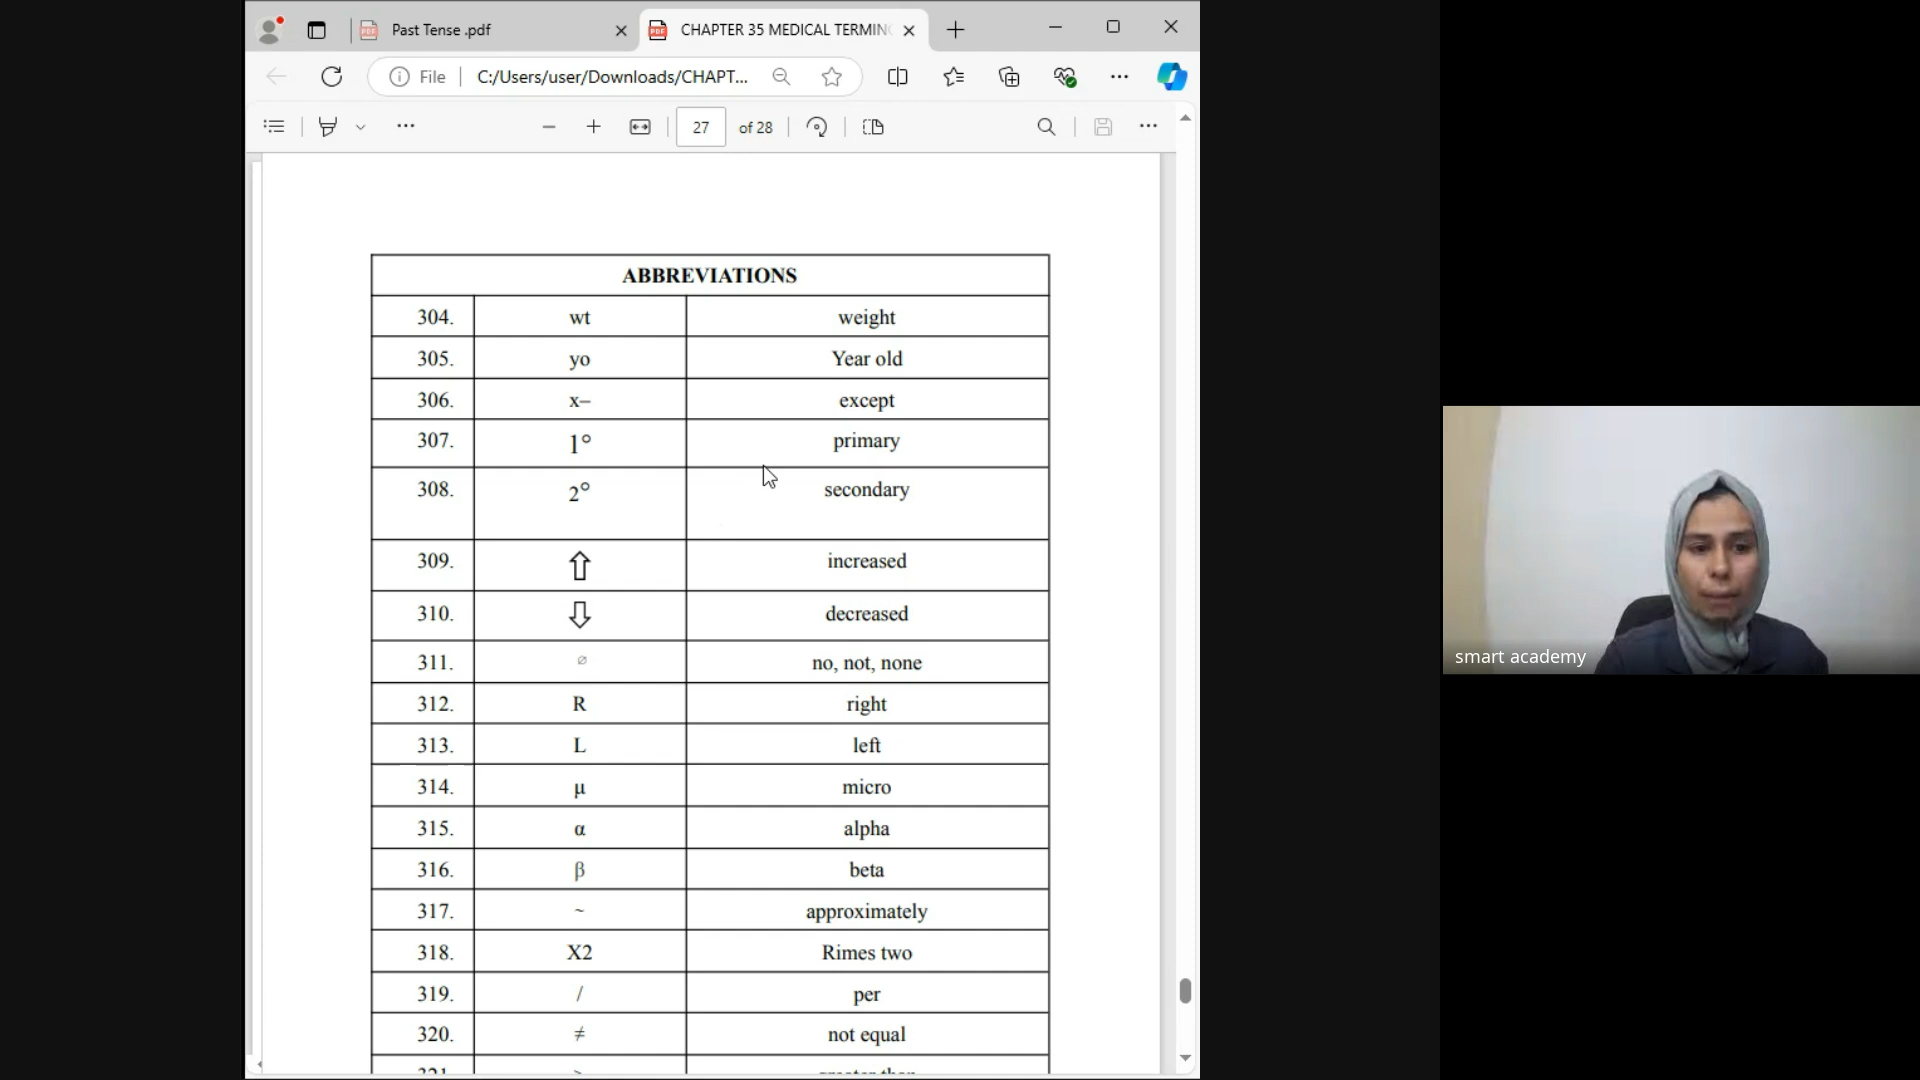 Past Tense .pdf
CHAPTER 35 MEDICAL TERMIN
File
C:/Users/user/Downloads/CHAPT...
27 of 28
ABBREVIATIONS
304. wt weight
305. yo Year old
306. x– except
307. 1° primary
308. 2° secondary
309. ⇧ increased
310. ⇩ decreased
311. ∅ no, not, none
312. R right
313. L left
314. μ micro
315. α alpha
316. β beta
317. ~ approximately
318. X2 Rimes two
319. / per
320. ≠ not equal
321. > greater than
smart academy